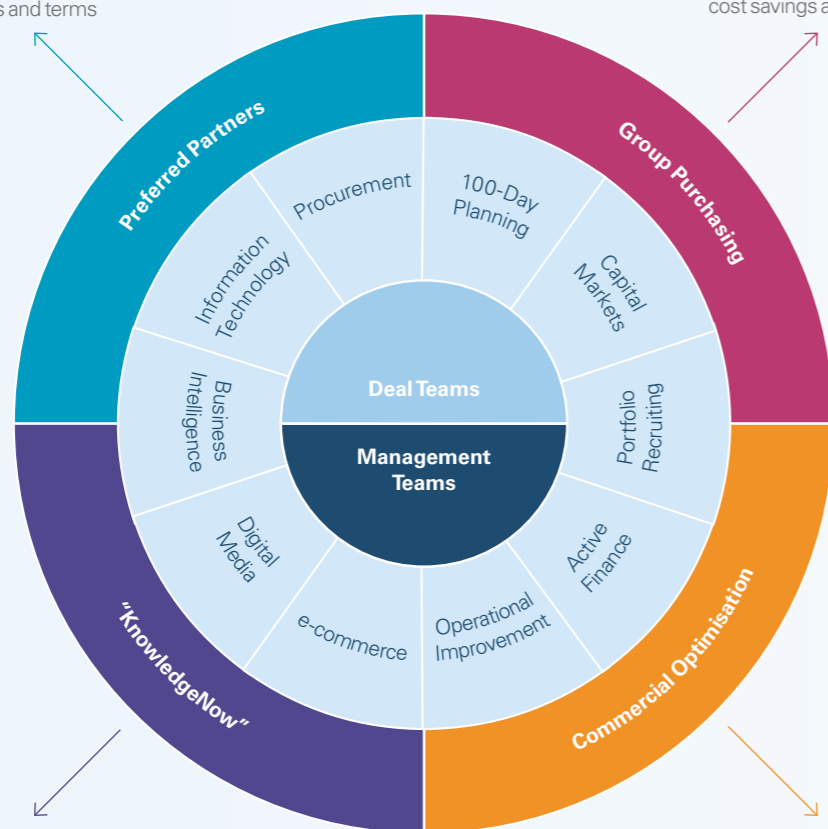 s and terms
cost savings a
Preferred Partners
Group Purchasing
Procurement
100-Day
Planning
Information
Technology
Capital
Markets
Business
Intelligence
Deal Teams
Portfolio
Recruiting
Management
Teams
Digital
Media
Active
Finance
e-commerce
Operational
Improvement
“KnowledgeNow”
Commercial Optimisation